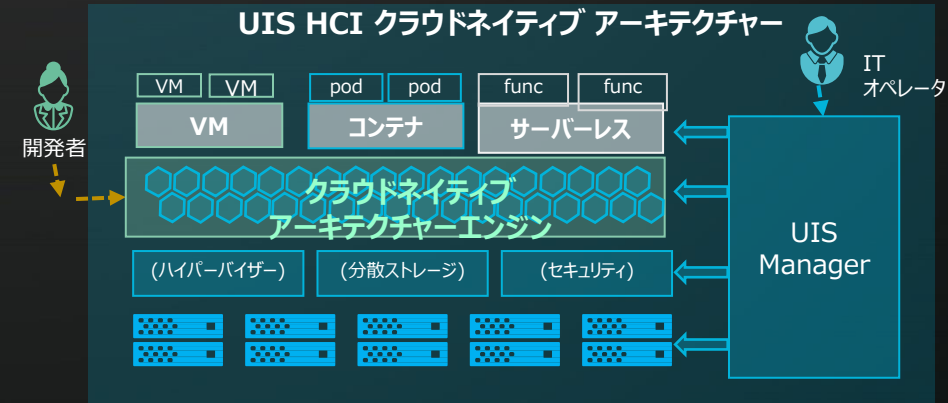 UIS HCI クラウドネイティブ アーキテクチャー
IT
オペレータ
開発者
VM VM
pod pod
func func
VM
コンテナ
サーバーレス
クラウドネイティブ
アーキテクチャーエンジン
(ハイパーバイザー)
(分散ストレージ)
(セキュリティ)
UIS
Manager